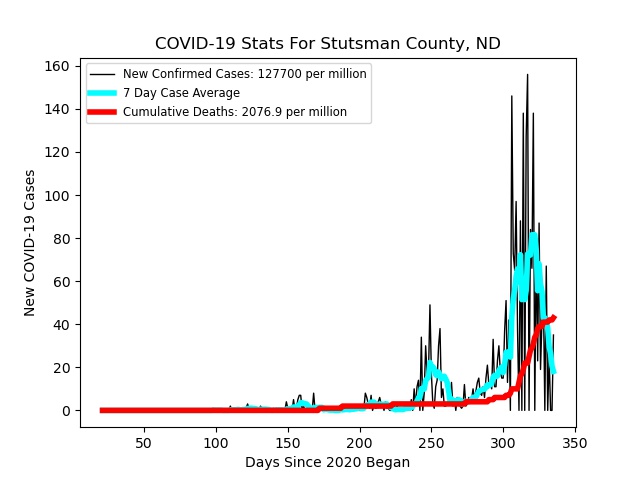 COVID-19 Stats For Stutsman County, ND
New Confirmed Cases: 127700 per million
7 Day Case Average
Cumulative Deaths: 2076.9 per million
New COVID-19 Cases
160
140
120
100
80
60
40
20
0
50 100 150 200 250 300 350
Days Since 2020 Began